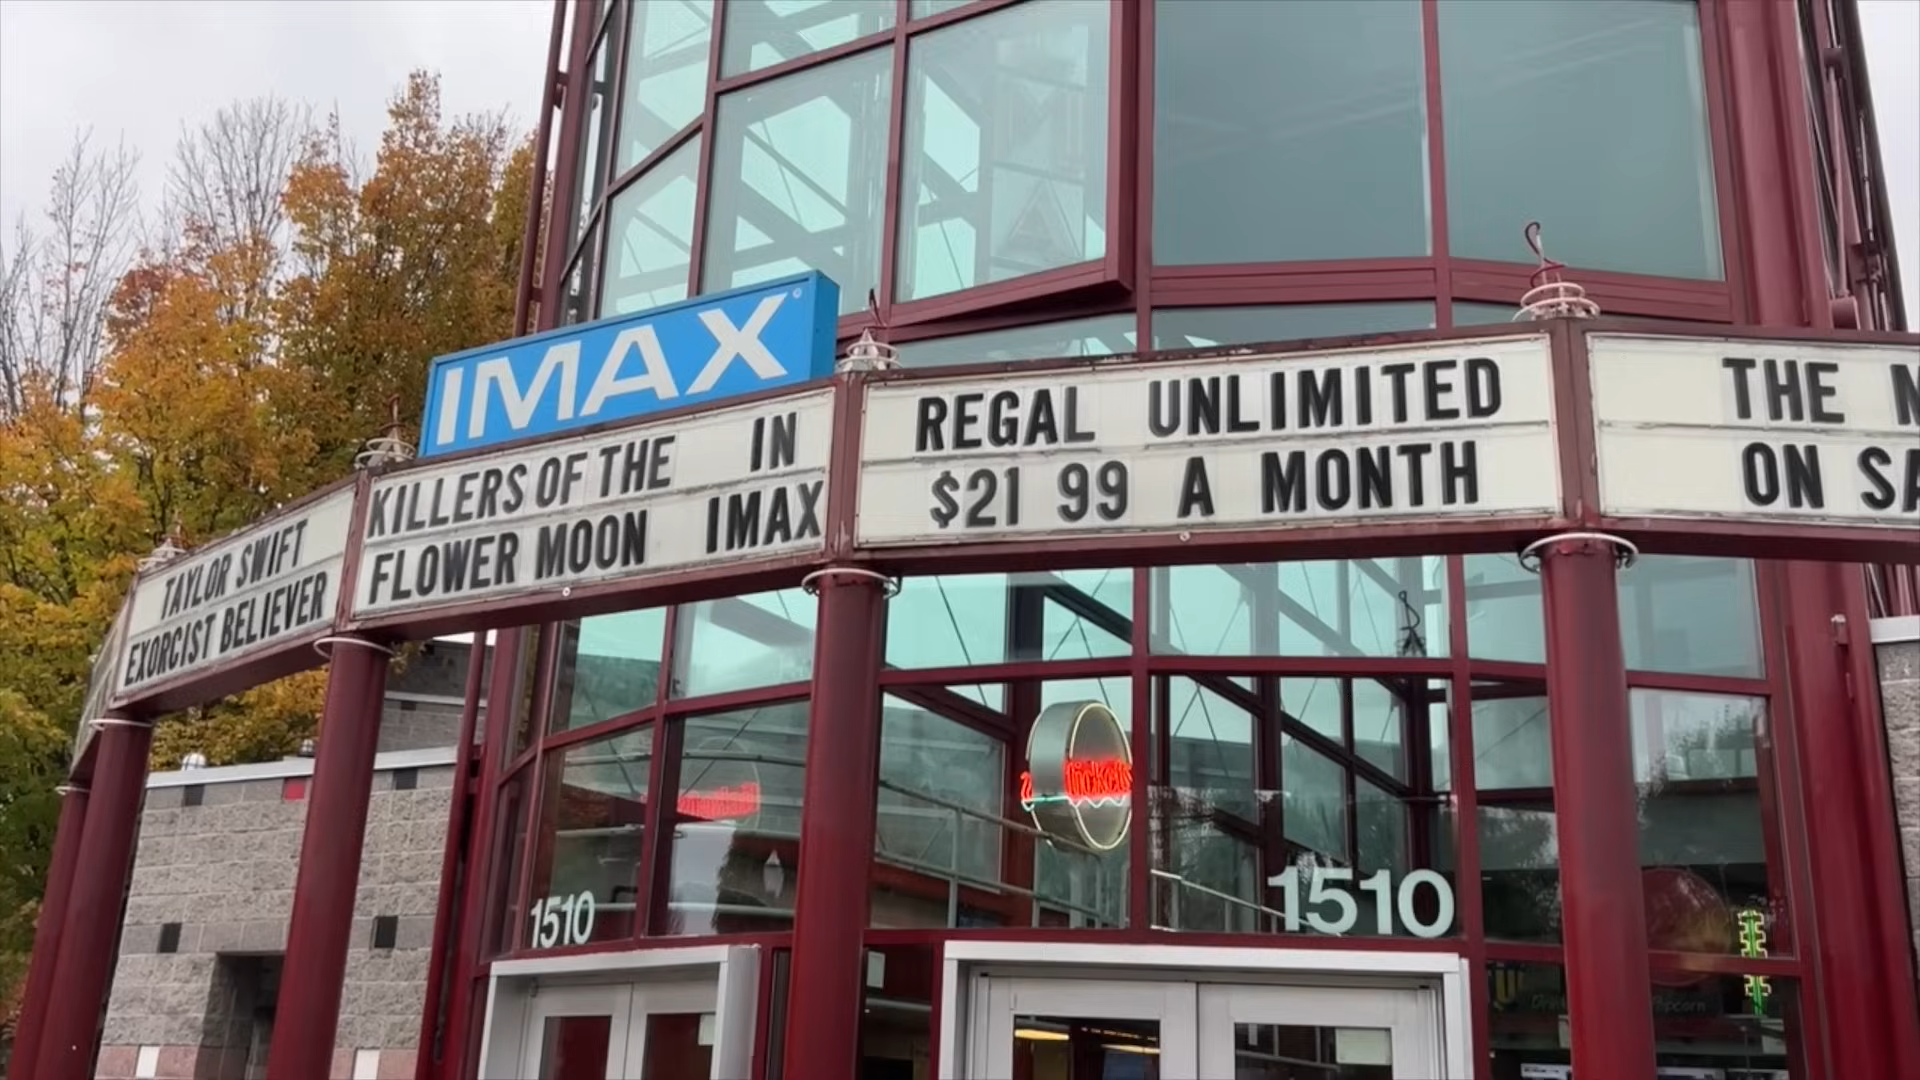 IMAX
TAYLOR SWIFT
EXORCIST BELIEVER
KILLERS OF THE IN
FLOWER MOON IMAX
REGAL UNLIMITED
$21 99 A MONTH
THE
ON
Tickets
1510
1510